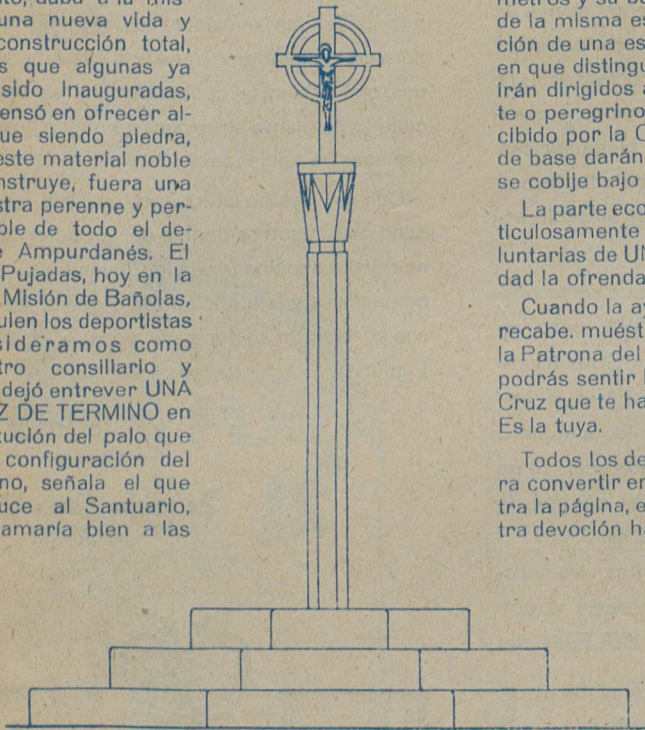 una nueva vida y
construcción total,
s que algunas ya
sido inauguradas,
ensó en ofrecer al-
ue siendo piedra,
este material noble
nstruye, fuera una
stra perenne y per-
ble de todo el de-
e Ampurdanés. El
Pujadas, hoy en la
Misión de Bañolas,
uien los deportistas
sideramos como
tro consiliario y
dejó entrever UNA
Z DE TERMINO en
tución del palo que
configuración del
no, señala el que
uce al Santuario,
amaría bien a las
metros y su ba
de la misma es
ción de una es
en que distingu
irán dirigidos a
te o peregrino
cibido por la C
de base darán
se cobije bajo
La parte eco
ticulosamente
luntarias de UN
dad la ofrenda
Cuando la ay
recabe. muést
la Patrona del
podrás sentir l
Cruz que te ha
Es la tuya.
Todos los de
ra convertir en
tra la página, e
tra devoción ha